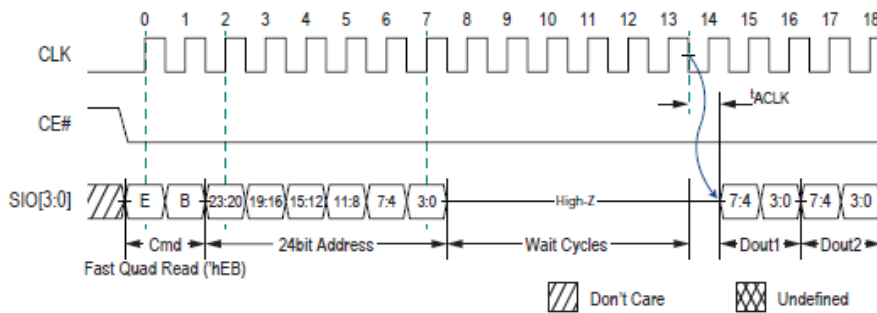 0 1 2 3 4 5 6 7 8 9 10 11 12 13 14 15 16 17 18
CLK
tACLK
CE#
SIO[3:0]
E B 23:20 19:16 15:12 11:8 7:4 3:0 High-Z 7:4 3:0 7:4 3:0
Cmd 24bit Address Wait Cycles Dout1 Dout2
Fast Quad Read ('hEB)
Don't Care Undefined